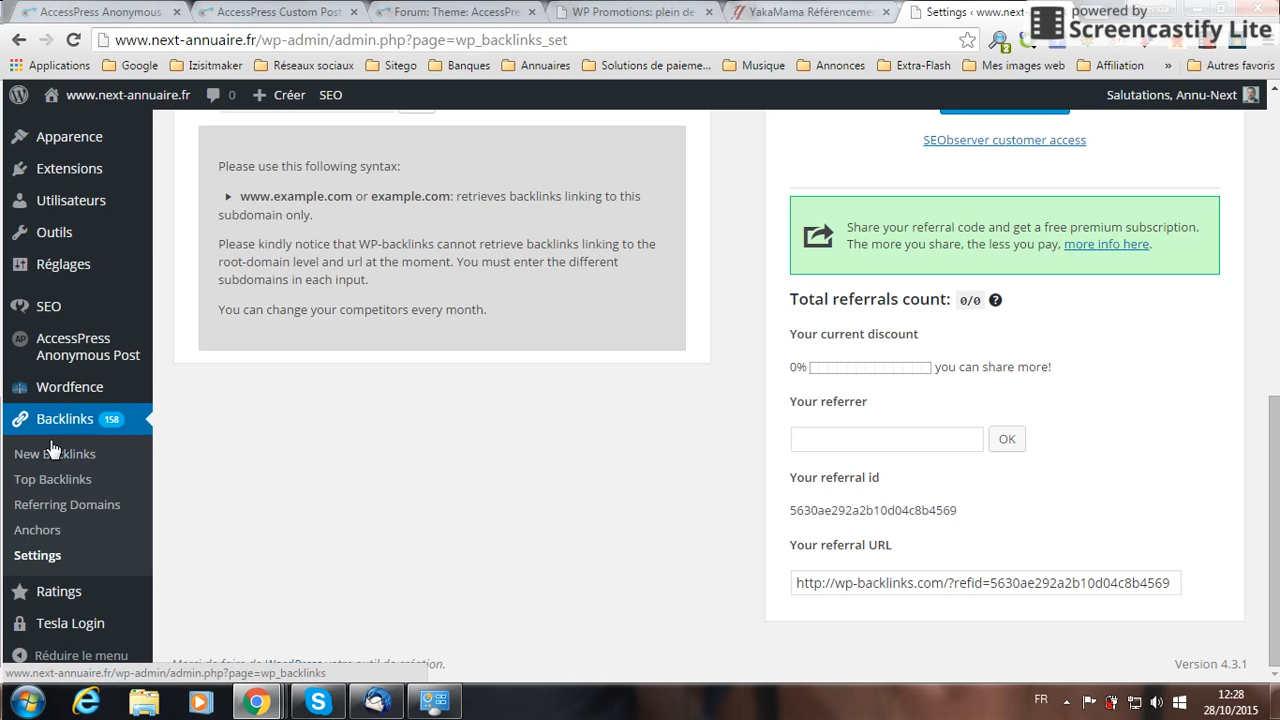 AccessPress Anonymous
AccessPress Custom Post
Forum: Theme: AccessPre
WP Promotions: plein de
YakaMama Référencemen
Settings ‹ www.next-ann
powered by
Screencastify Lite
www.next-annuaire.fr/wp-admin/admin.php?page=wp_backlinks_set
Applications
Google
Izisitmaker
Réseaux sociaux
Sitego
Banques
Annuaires
Solutions de paieme...
Musique
Annonces
Extra-Flash
Mes images web
Affiliation
»
Autres favoris
www.next-annuaire.fr
0
Créer
SEO
Salutations, Annu-Next
Apparence
Extensions
Utilisateurs
Outils
Réglages
SEO
AccessPress
Anonymous Post
Wordfence
Backlinks 158
New Backlinks
Top Backlinks
Referring Domains
Anchors
Settings
Ratings
Tesla Login
Réduire le menu
Please use this following syntax:
www.example.com or example.com: retrieves backlinks linking to this
subdomain only.
Please kindly notice that WP-backlinks cannot retrieve backlinks linking to the
root-domain level and url at the moment. You must enter the different
subdomains in each input.
You can change your competitors every month.
SEObserver customer access
Share your referral code and get a free premium subscription.
The more you share, the less you pay, more info here.
Total referrals count: 0/0 ?
Your current discount
0% you can share more!
Your referrer
OK
Your referral id
5630ae292a2b10d04c8b4569
Your referral URL
http://wp-backlinks.com/?refid=5630ae292a2b10d04c8b4569
Merci de faire de WordPress votre outil de création.
Version 4.3.1
www.next-annuaire.fr/wp-admin/admin.php?page=wp_backlinks
FR
12:28
28/10/2015